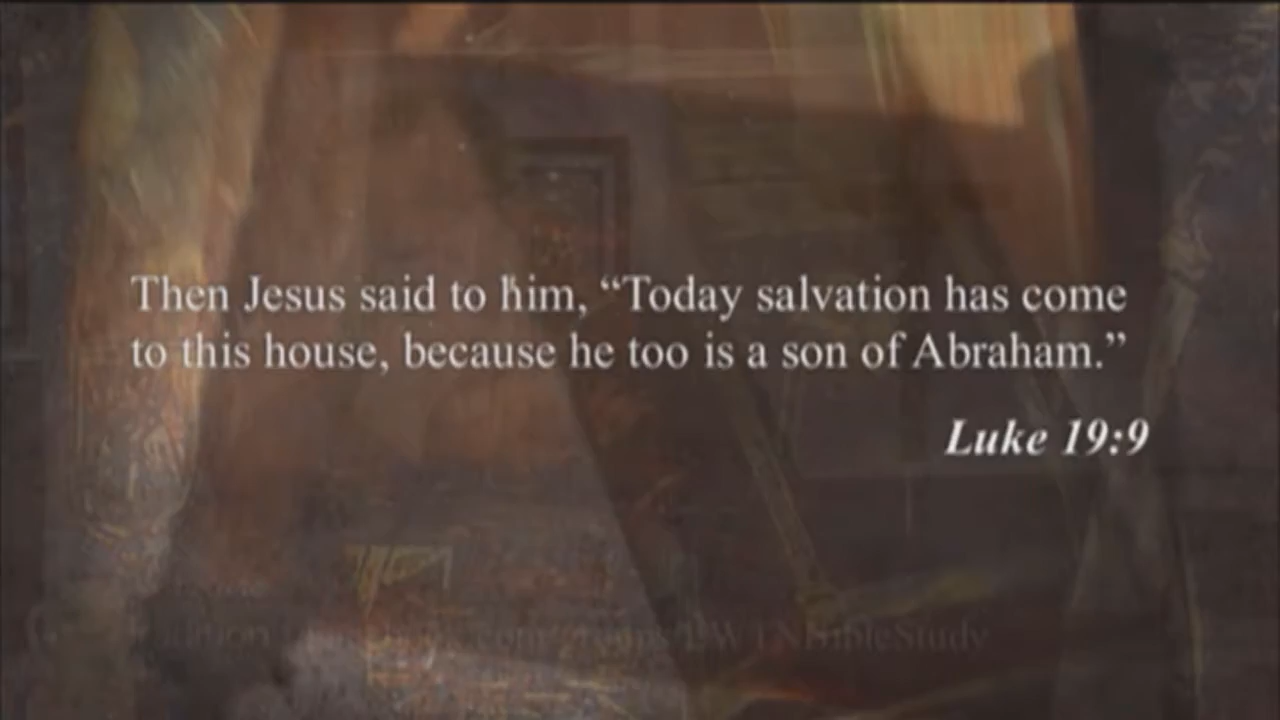 Then Jesus said to him, “Today salvation has come
to this house, because he too is a son of Abraham.”
Luke 19:9
BibleStudy